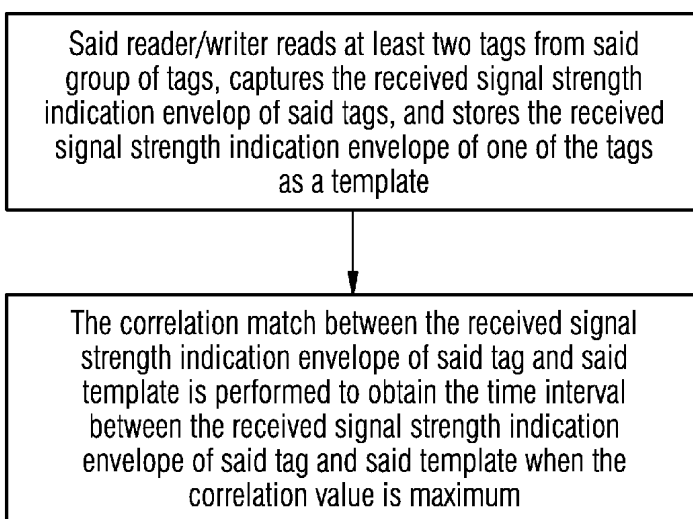 Said reader/writer reads at least two tags from said
group of tags, captures the received signal strength
indication envelop of said tags, and stores the received
signal strength indication envelope of one of the tags
as a template
The correlation match between the received signal
strength indication envelope of said tag and said
template is performed to obtain the time interval
between the received signal strength indication
envelope of said tag and said template when the
correlation value is maximum